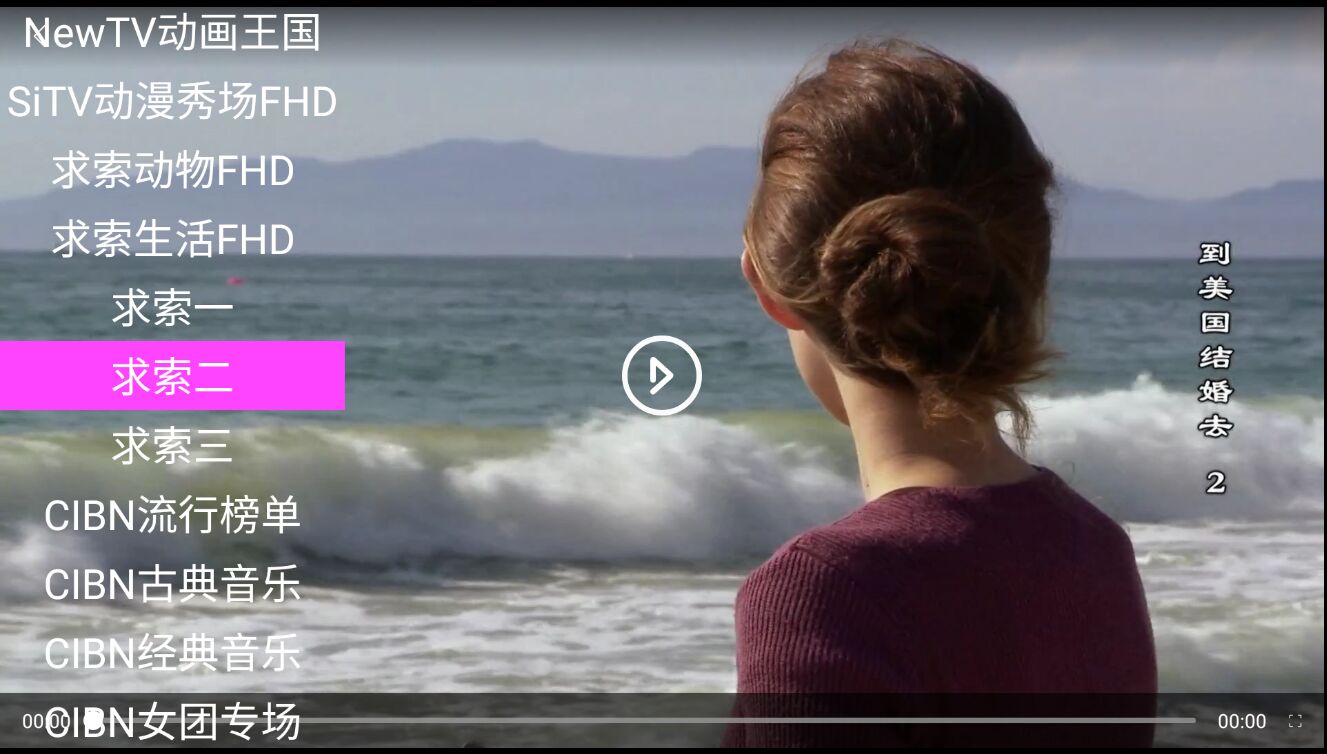 NewTV动画王国
SiTV动漫秀场FHD
求索动物FHD
求索生活FHD
求索一
求索二
求索三
CIBN流行榜单
CIBN古典音乐
CIBN经典音乐
CIBN女团专场
到美国结婚去 2
00:00
00:00